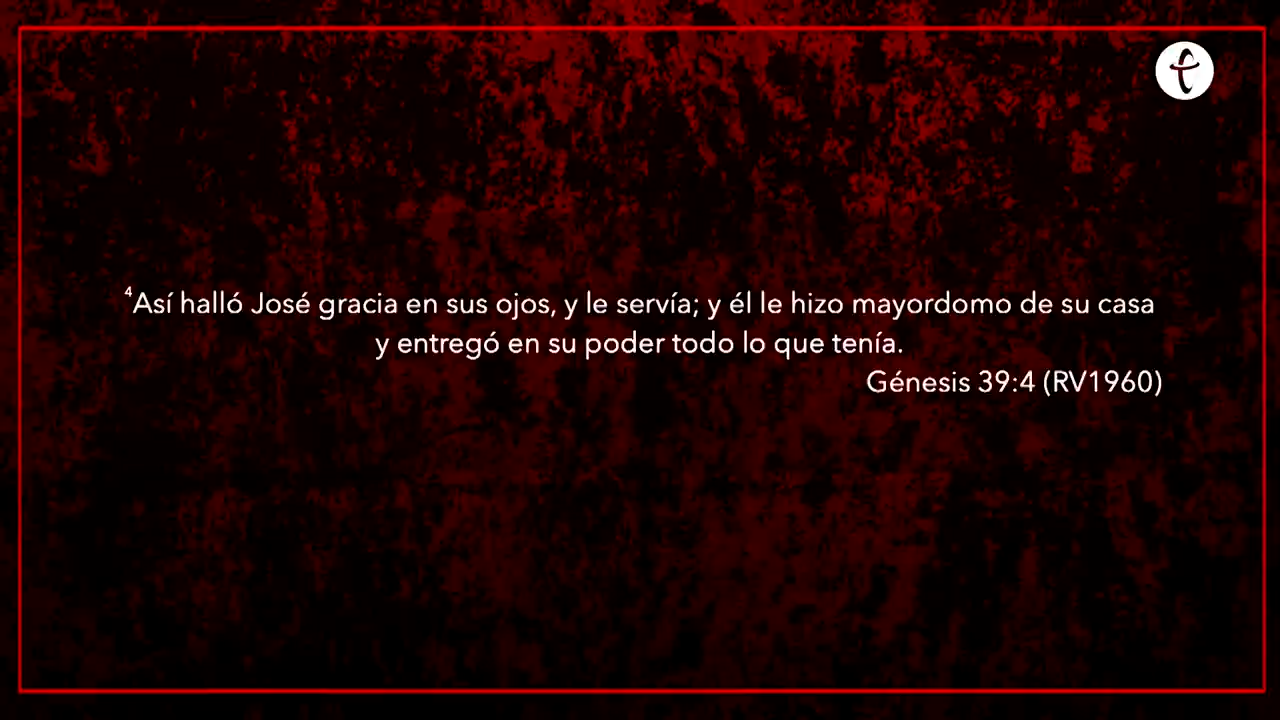 ⁴Así halló José gracia en sus ojos, y le servía; y él le hizo mayordomo de su casa
y entregó en su poder todo lo que tenía.
Génesis 39:4 (RV1960)